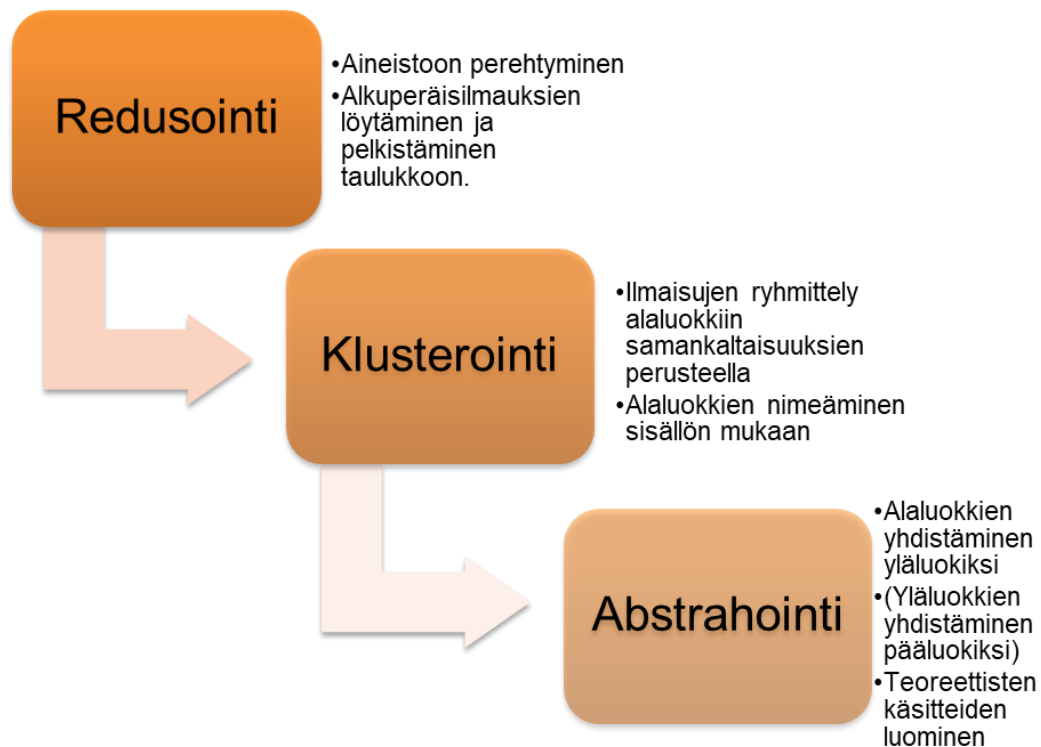 Redusointi
•Aineistoon perehtyminen
•Alkuperäisilmauksien
löytäminen ja
pelkistäminen
taulukkoon.
Klusterointi
•Ilmaisujen ryhmittely
alaluokkiin
samankaltaisuuksien
perusteella
•Alaluokkien nimeäminen
sisällön mukaan
Abstrahointi
•Alaluokkien
yhdistäminen
yläluokiksi
•(Yläluokkien
yhdistäminen
pääluokiksi)
•Teoreettisten
käsitteiden
luominen